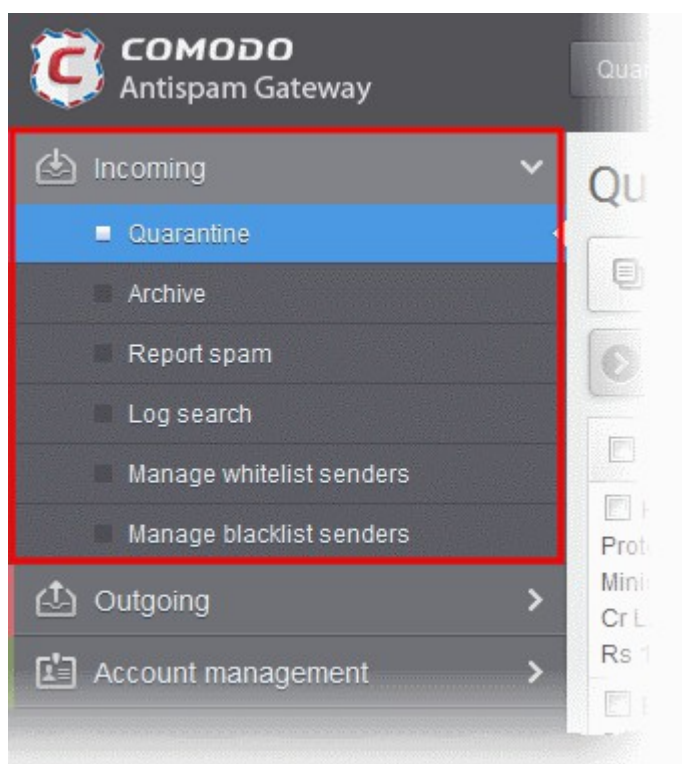 COMODO
Antispam Gateway
Incoming
Quarantine
Archive
Report spam
Log search
Manage whitelist senders
Manage blacklist senders
Outgoing
Account management
Rs